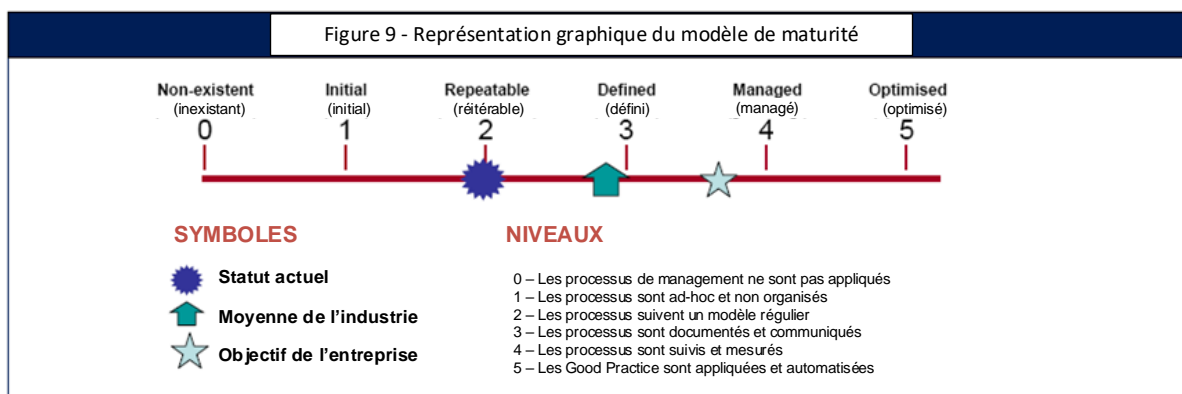 Figure 9 - Représentation graphique du modèle de maturité
Non-existent Initial Repeatable Defined Managed Optimised
(inexistant) (initial) (réitérable) (défini) (managé) (optimisé)
0 1 2 3 4 5
SYMBOLES
Statut actuel
Moyenne de l'industrie
Objectif de l'entreprise
NIVEAUX
0 – Les processus de management ne sont pas appliqués
1 – Les processus sont ad-hoc et non organisés
2 – Les processus suivent un modèle régulier
3 – Les processus sont documentés et communiqués
4 – Les processus sont suivis et mesurés
5 – Les Good Practice sont appliquées et automatisées